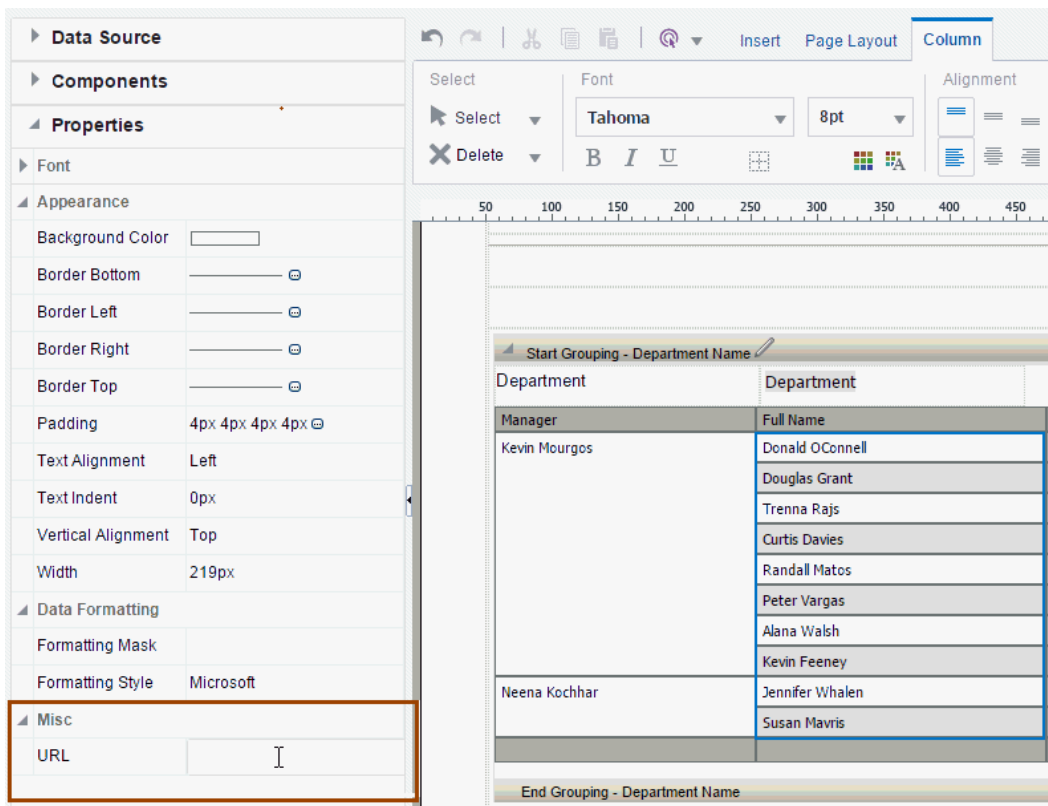 Data Source
Components
Properties
Font
Appearance
Background Color
Border Bottom
Border Left
Border Right
Border Top
Padding 4px 4px 4px 4px
Text Alignment Left
Text Indent 0px
Vertical Alignment Top
Width 219px
Data Formatting
Formatting Mask
Formatting Style Microsoft
Misc
URL
Insert Page Layout Column
Select Font Alignment
Select Tahoma 8pt
Delete B I U
50 100 150 200 250 300 350 400 450
Start Grouping - Department Name
Department Department
Manager Full Name
Kevin Mourgos Donald OConnell
Douglas Grant
Trenna Rajs
Curtis Davies
Randall Matos
Peter Vargas
Alana Walsh
Kevin Feeney
Neena Kochhar Jennifer Whalen
Susan Mavris
End Grouping - Department Name